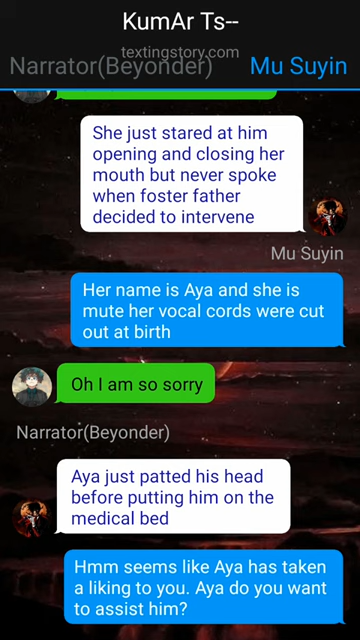 KumAr Ts--
textingstory.com
Narrator(Beyonder)
Mu Suyin
She just stared at him
opening and closing her
mouth but never spoke
when foster father
decided to intervene
Mu Suyin
Her name is Aya and she is
mute her vocal cords were cut
out at birth
Oh I am so sorry
Narrator(Beyonder)
Aya just patted his head
before putting him on the
medical bed
Hmm seems like Aya has taken
a liking to you. Aya do you want
to assist him?